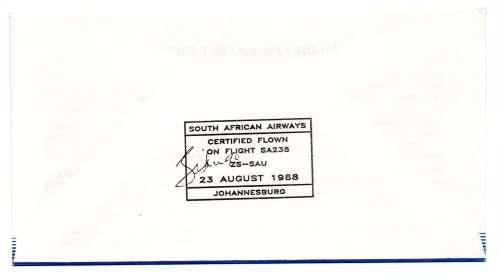 SOUTH AFRICAN AIRWAYS
CERTIFIED FLOWN
ON FLIGHT SA235
ZS-SAU
23 AUGUST 1988
JOHANNESBURG